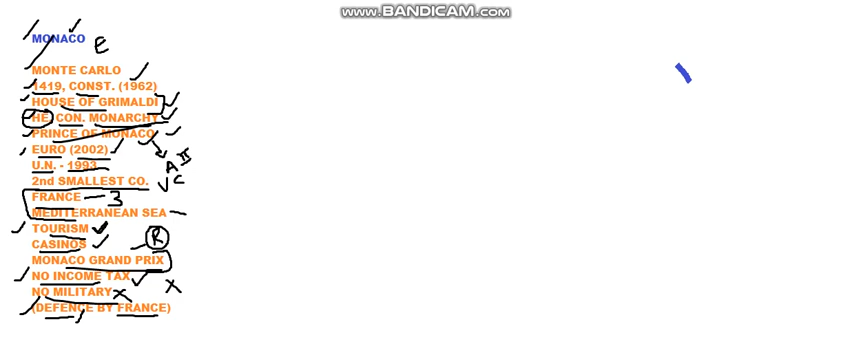 WWW.BANDICAM.COM
MONACO
E
MONTE CARLO
1419, CONST. (1962)
HOUSE OF GRIMALDI
HE, CON. MONARCHY
PRINCE OF MONACO
EURO (2002)
A II
U.N. - 1993
2nd SMALLEST CO.
C
FRANCE - 3
MEDITERRANEAN SEA
TOURISM
R
CASINOS
MONACO GRAND PRIX
NO INCOME TAX
NO MILITARY
(DEFENCE BY FRANCE)